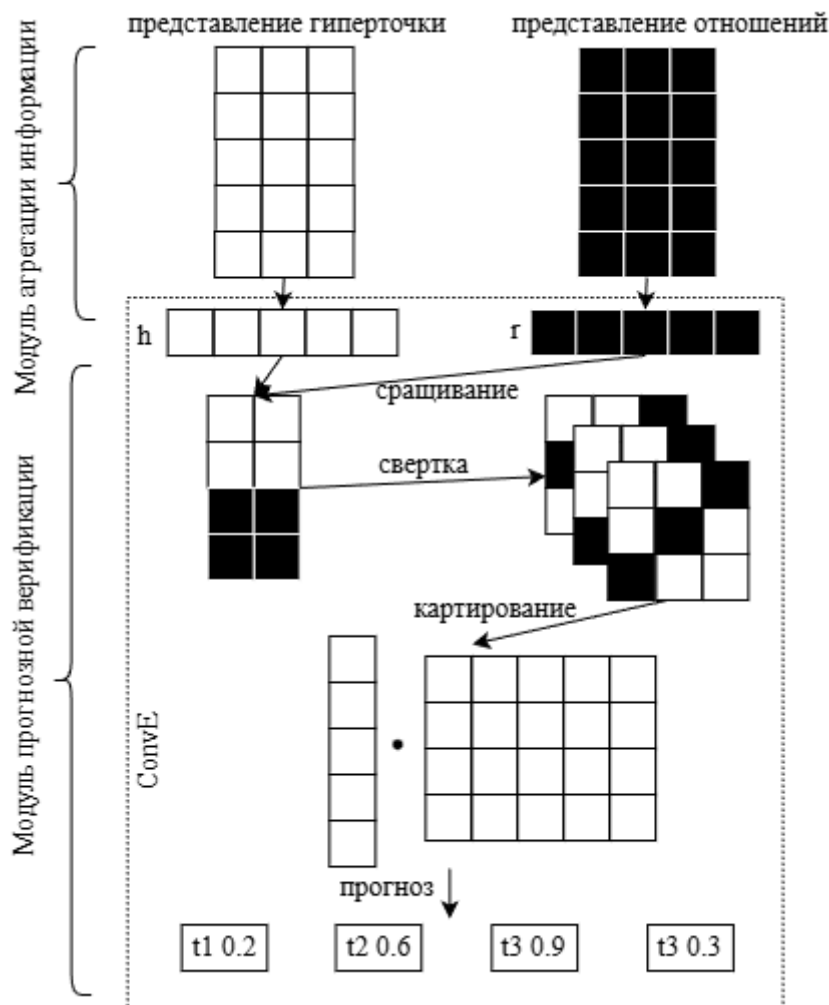 представление гиперточки
представление отношений
Модуль агрегации информации
h
r
сращивание
свертка
картирование
Модуль прогнозной верификации
ConvE
прогноз
t1 0.2
t2 0.6
t3 0.9
t3 0.3